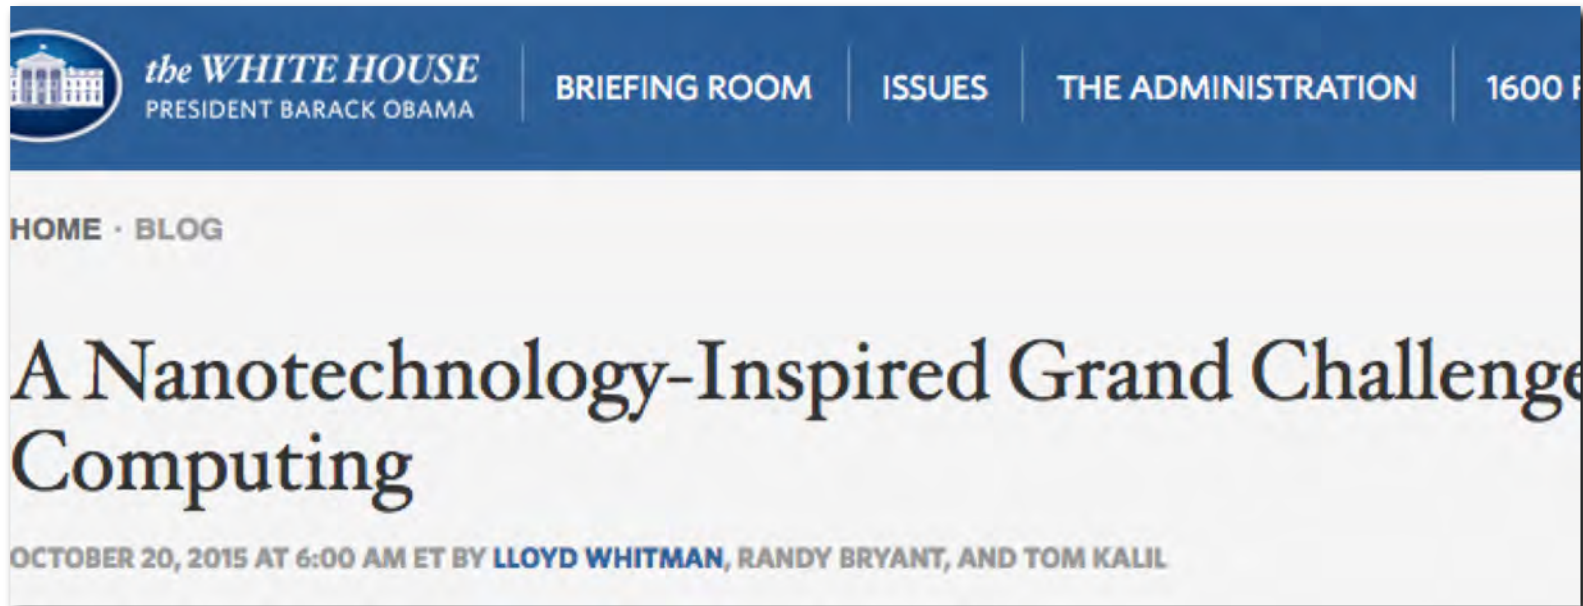 the WHITE HOUSE
PRESIDENT BARACK OBAMA
BRIEFING ROOM
ISSUES
THE ADMINISTRATION
1600
HOME · BLOG
A Nanotechnology-Inspired Grand Challenge
Computing
OCTOBER 20, 2015 AT 6:00 AM ET BY LLOYD WHITMAN, RANDY BRYANT, AND TOM KALIL